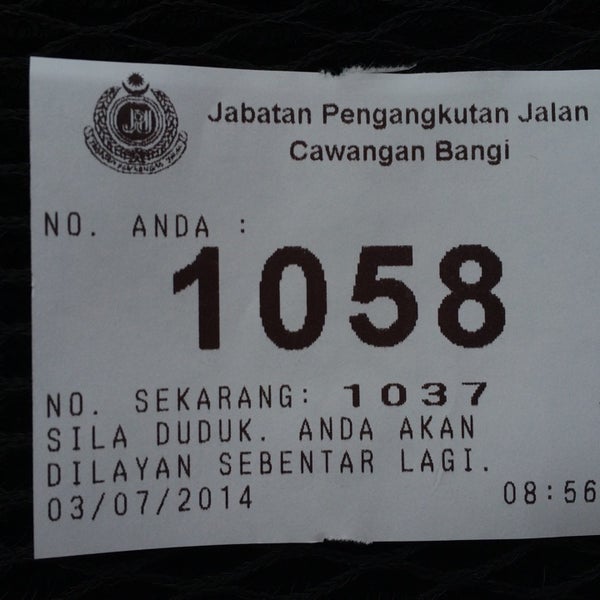 Jabatan Pengangkutan Jalan
Cawangan Bangi
NO. ANDA :
1058
NO. SEKARANG: 1037
SILA DUDUK. ANDA AKAN
DILAYAN SEBENTAR LAGI.
03/07/2014 08:56